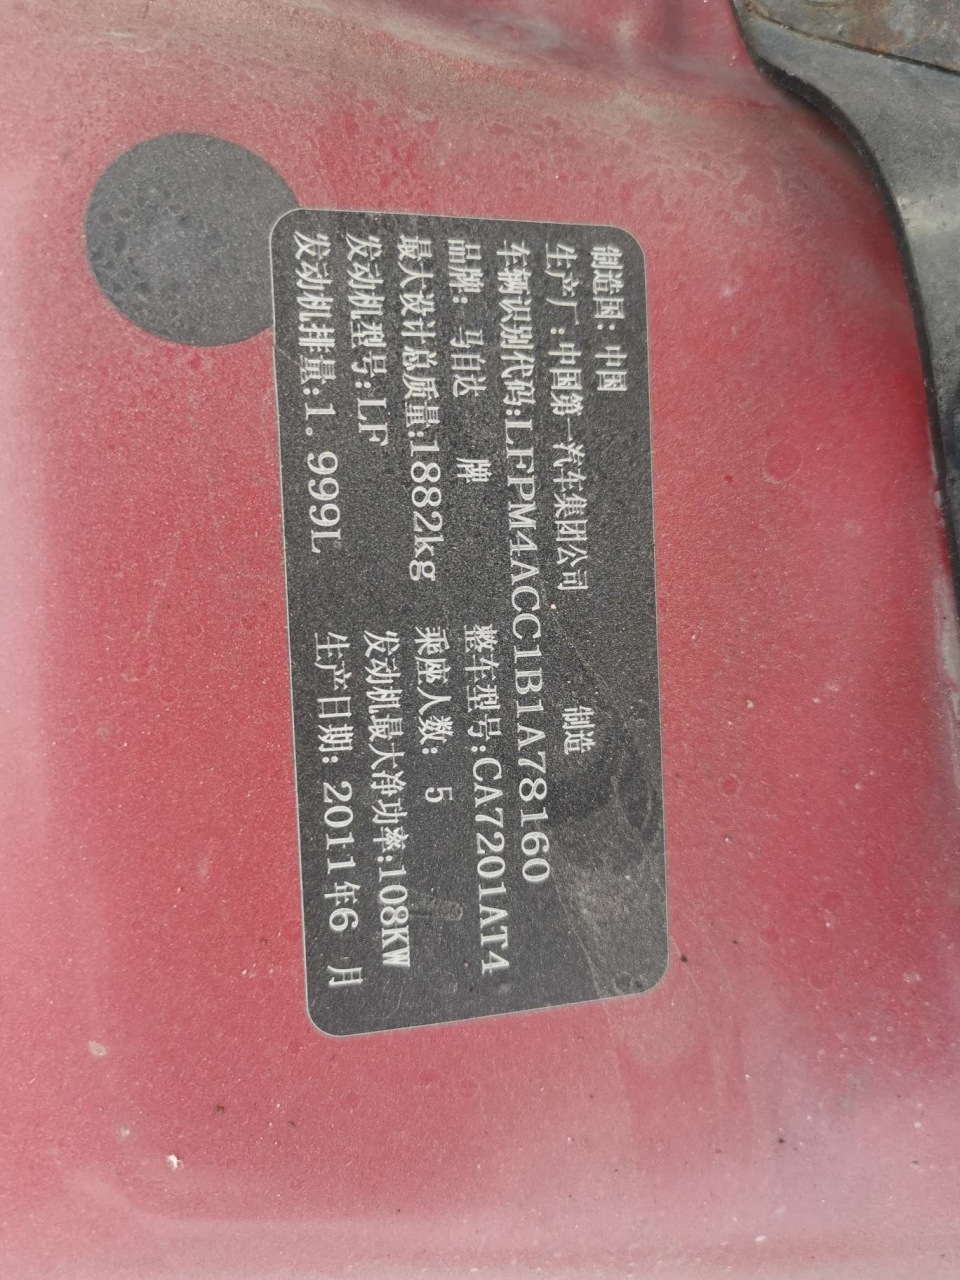 制造国：中国
生产厂：中国第一汽车集团公司 制造
车辆识别代码：LFPM4ACC1B1A78160
品牌：马自达 牌 整车型号：CA7201AT4
最大设计总质量：1882kg 乘座人数：5
发动机型号：LF 发动机最大净功率：108KW
发动机排量：1.999L 生产日期：2011年6月